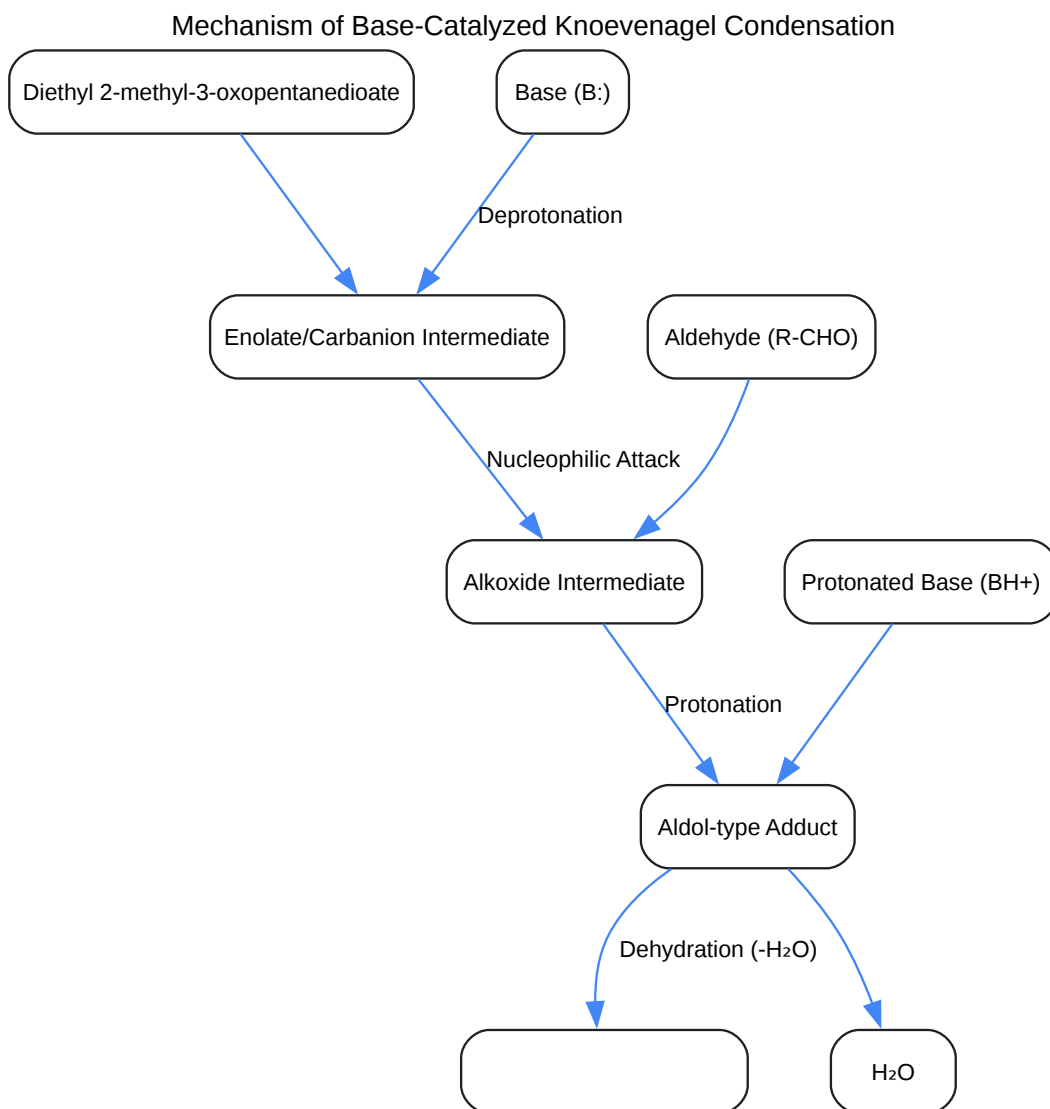 Mechanism of Base-Catalyzed Knoevenagel Condensation
Diethyl 2-methyl-3-oxopentanedioate
Base (B:)
Deprotonation
Enolate/Carbanion Intermediate
Aldehyde (R-CHO)
Nucleophilic Attack
Alkoxide Intermediate
Protonated Base (BH+)
Protonation
Aldol-type Adduct
Dehydration (-H₂O)
H₂O